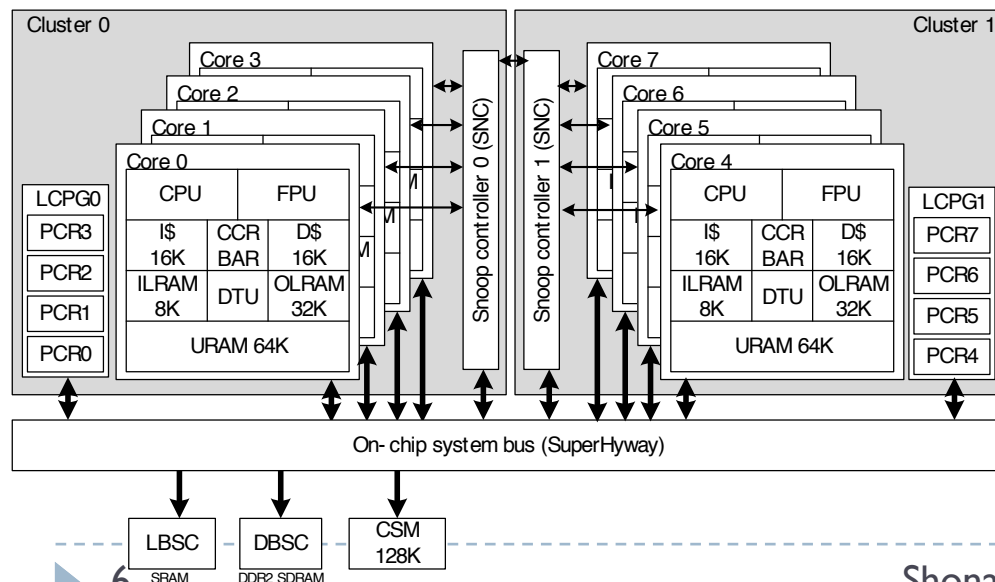 Cluster 0
Cluster 1
Core 3
Core 2
Core 1
Core 0
CPU
FPU
I$
16K
CCR
BAR
D$
16K
ILRAM
8K
DTU
OLRAM
32K
URAM 64K
M
M
M
LCPG0
PCR3
PCR2
PCR1
PCR0
Snoop controller 0 (SNC)
Snoop controller 1 (SNC)
Core 7
Core 6
Core 5
Core 4
CPU
FPU
I$
16K
CCR
BAR
D$
16K
ILRAM
8K
DTU
OLRAM
32K
URAM 64K
I
I
LCPG1
PCR7
PCR6
PCR5
PCR4
On-chip system bus (SuperHyway)
LBSC
DBSC
CSM
128K
SRAM
DDR2 SDRAM
6
Shona